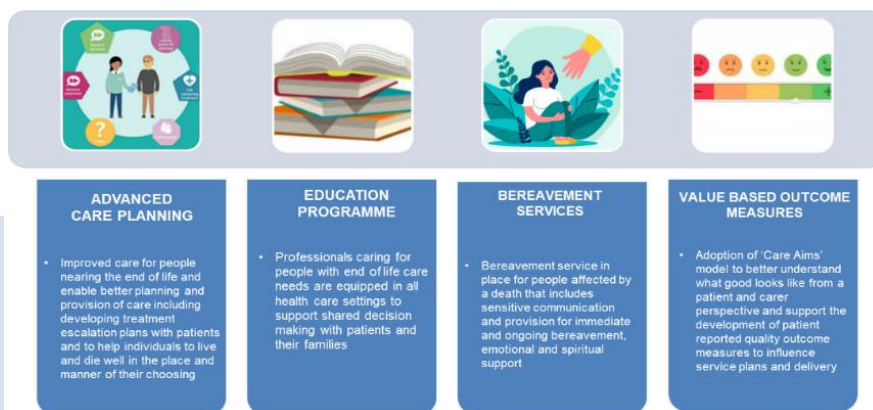 ADVANCED
CARE PLANNING
• Improved care for people
nearing the end of life and
enable better planning and
provision of care including
developing treatment
escalation plans with patients
and to help individuals to live
and die well in the place and
manner of their choosing
EDUCATION
PROGRAMME
• Professionals caring for
people with end of life care
needs are equipped in all
health care settings to
support shared decision
making with patients and
their families
BEREAVEMENT
SERVICES
• Bereavement service in
place for people affected by
a death that includes
sensitive communication
and provision for immediate
and ongoing bereavement,
emotional and spiritual
support
VALUE BASED OUTCOME
MEASURES
• Adoption of ‘Care Aims’
model to better understand
what good looks like from a
patient and carer
perspective and support the
development of patient
reported quality outcome
measures to influence
service plans and delivery